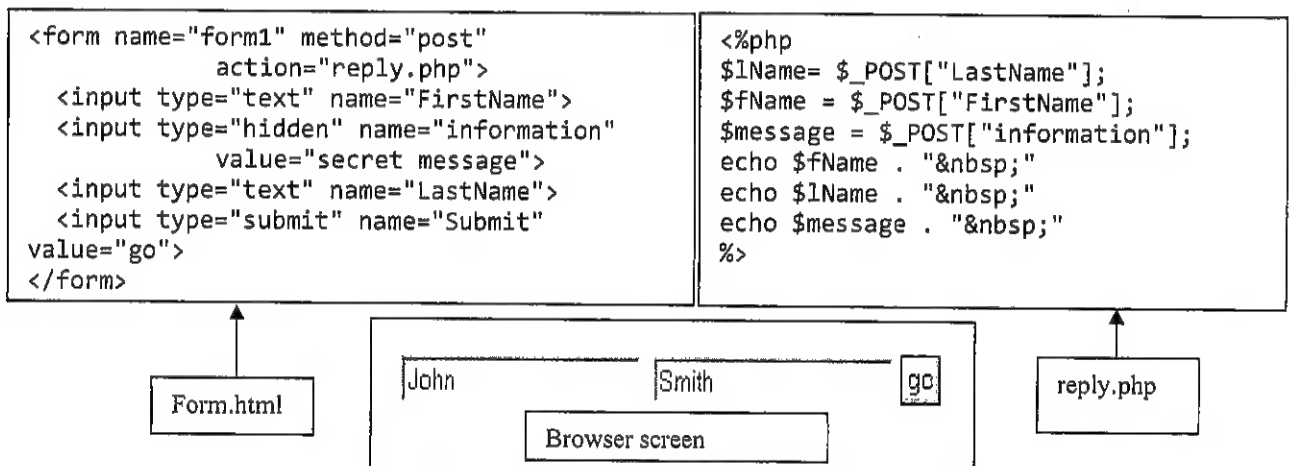 <form name="form1" method="post"
action="reply.php">
<input type="text" name="FirstName">
<input type="hidden" name="information"
value="secret message">
<input type="text" name="LastName">
<input type="submit" name="Submit"
value="go">
</form>
<%php
$lName= $_POST["LastName"];
$fName = $_POST["FirstName"];
$message = $_POST["information"];
echo $fName . "&nbsp;"
echo $lName . "&nbsp;"
echo $message . "&nbsp;"
%>
Form.html
John Smith go
Browser screen
reply.php